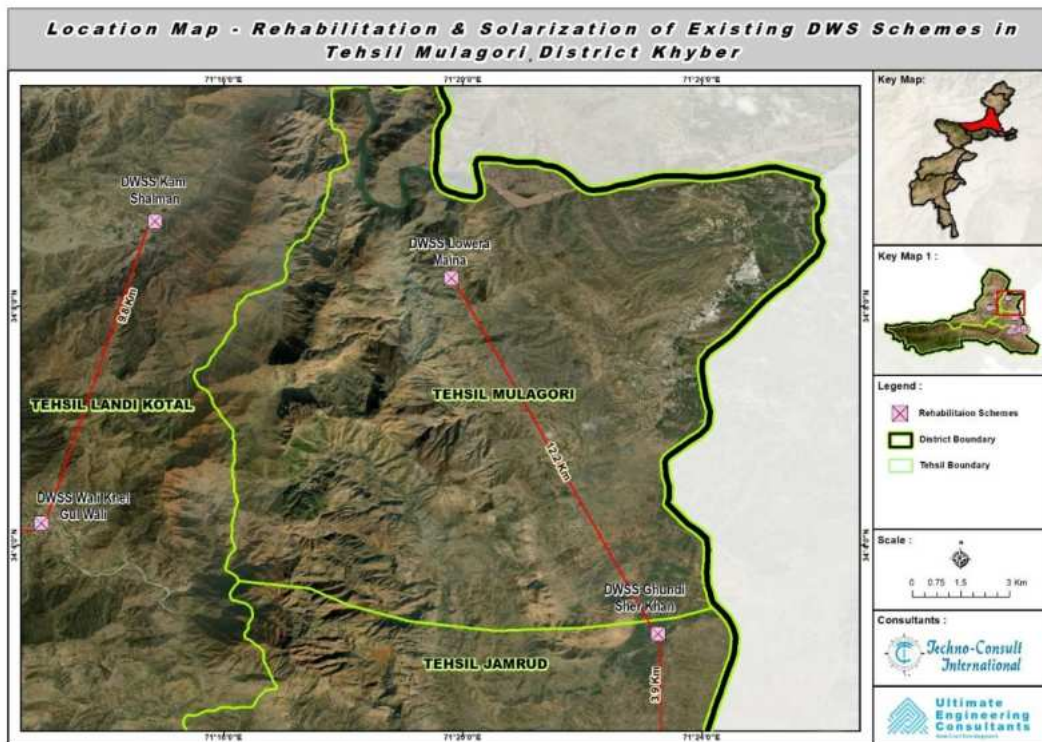 Location Map - Rehabilitation & Solarization of Existing DWS Schemes in
Tehsil Mulagori, District Khyber
71°16'0"E
71°20'0"E
71°24'0"E
DWSS Kam
Shalman
DWSS Lowera
Maina
9.8 Km
TEHSIL LANDI KOTAL
TEHSIL MULAGORI
12.2 Km
DWSS Wali Khel
Gul Wali
DWSS Ghundi
Sher Khan
TEHSIL JAMRUD
3.9 Km
71°16'0"E
71°20'0"E
71°24'0"E
Key Map:
Key Map 1 :
Legend :
Rehabilitaion Schemes
District Boundary
Tehsil Boundary
Scale :
N
0 0.75 1.5 3 Km
Consultants :
Techno-Consult
International
Ultimate
Engineering
Consultants